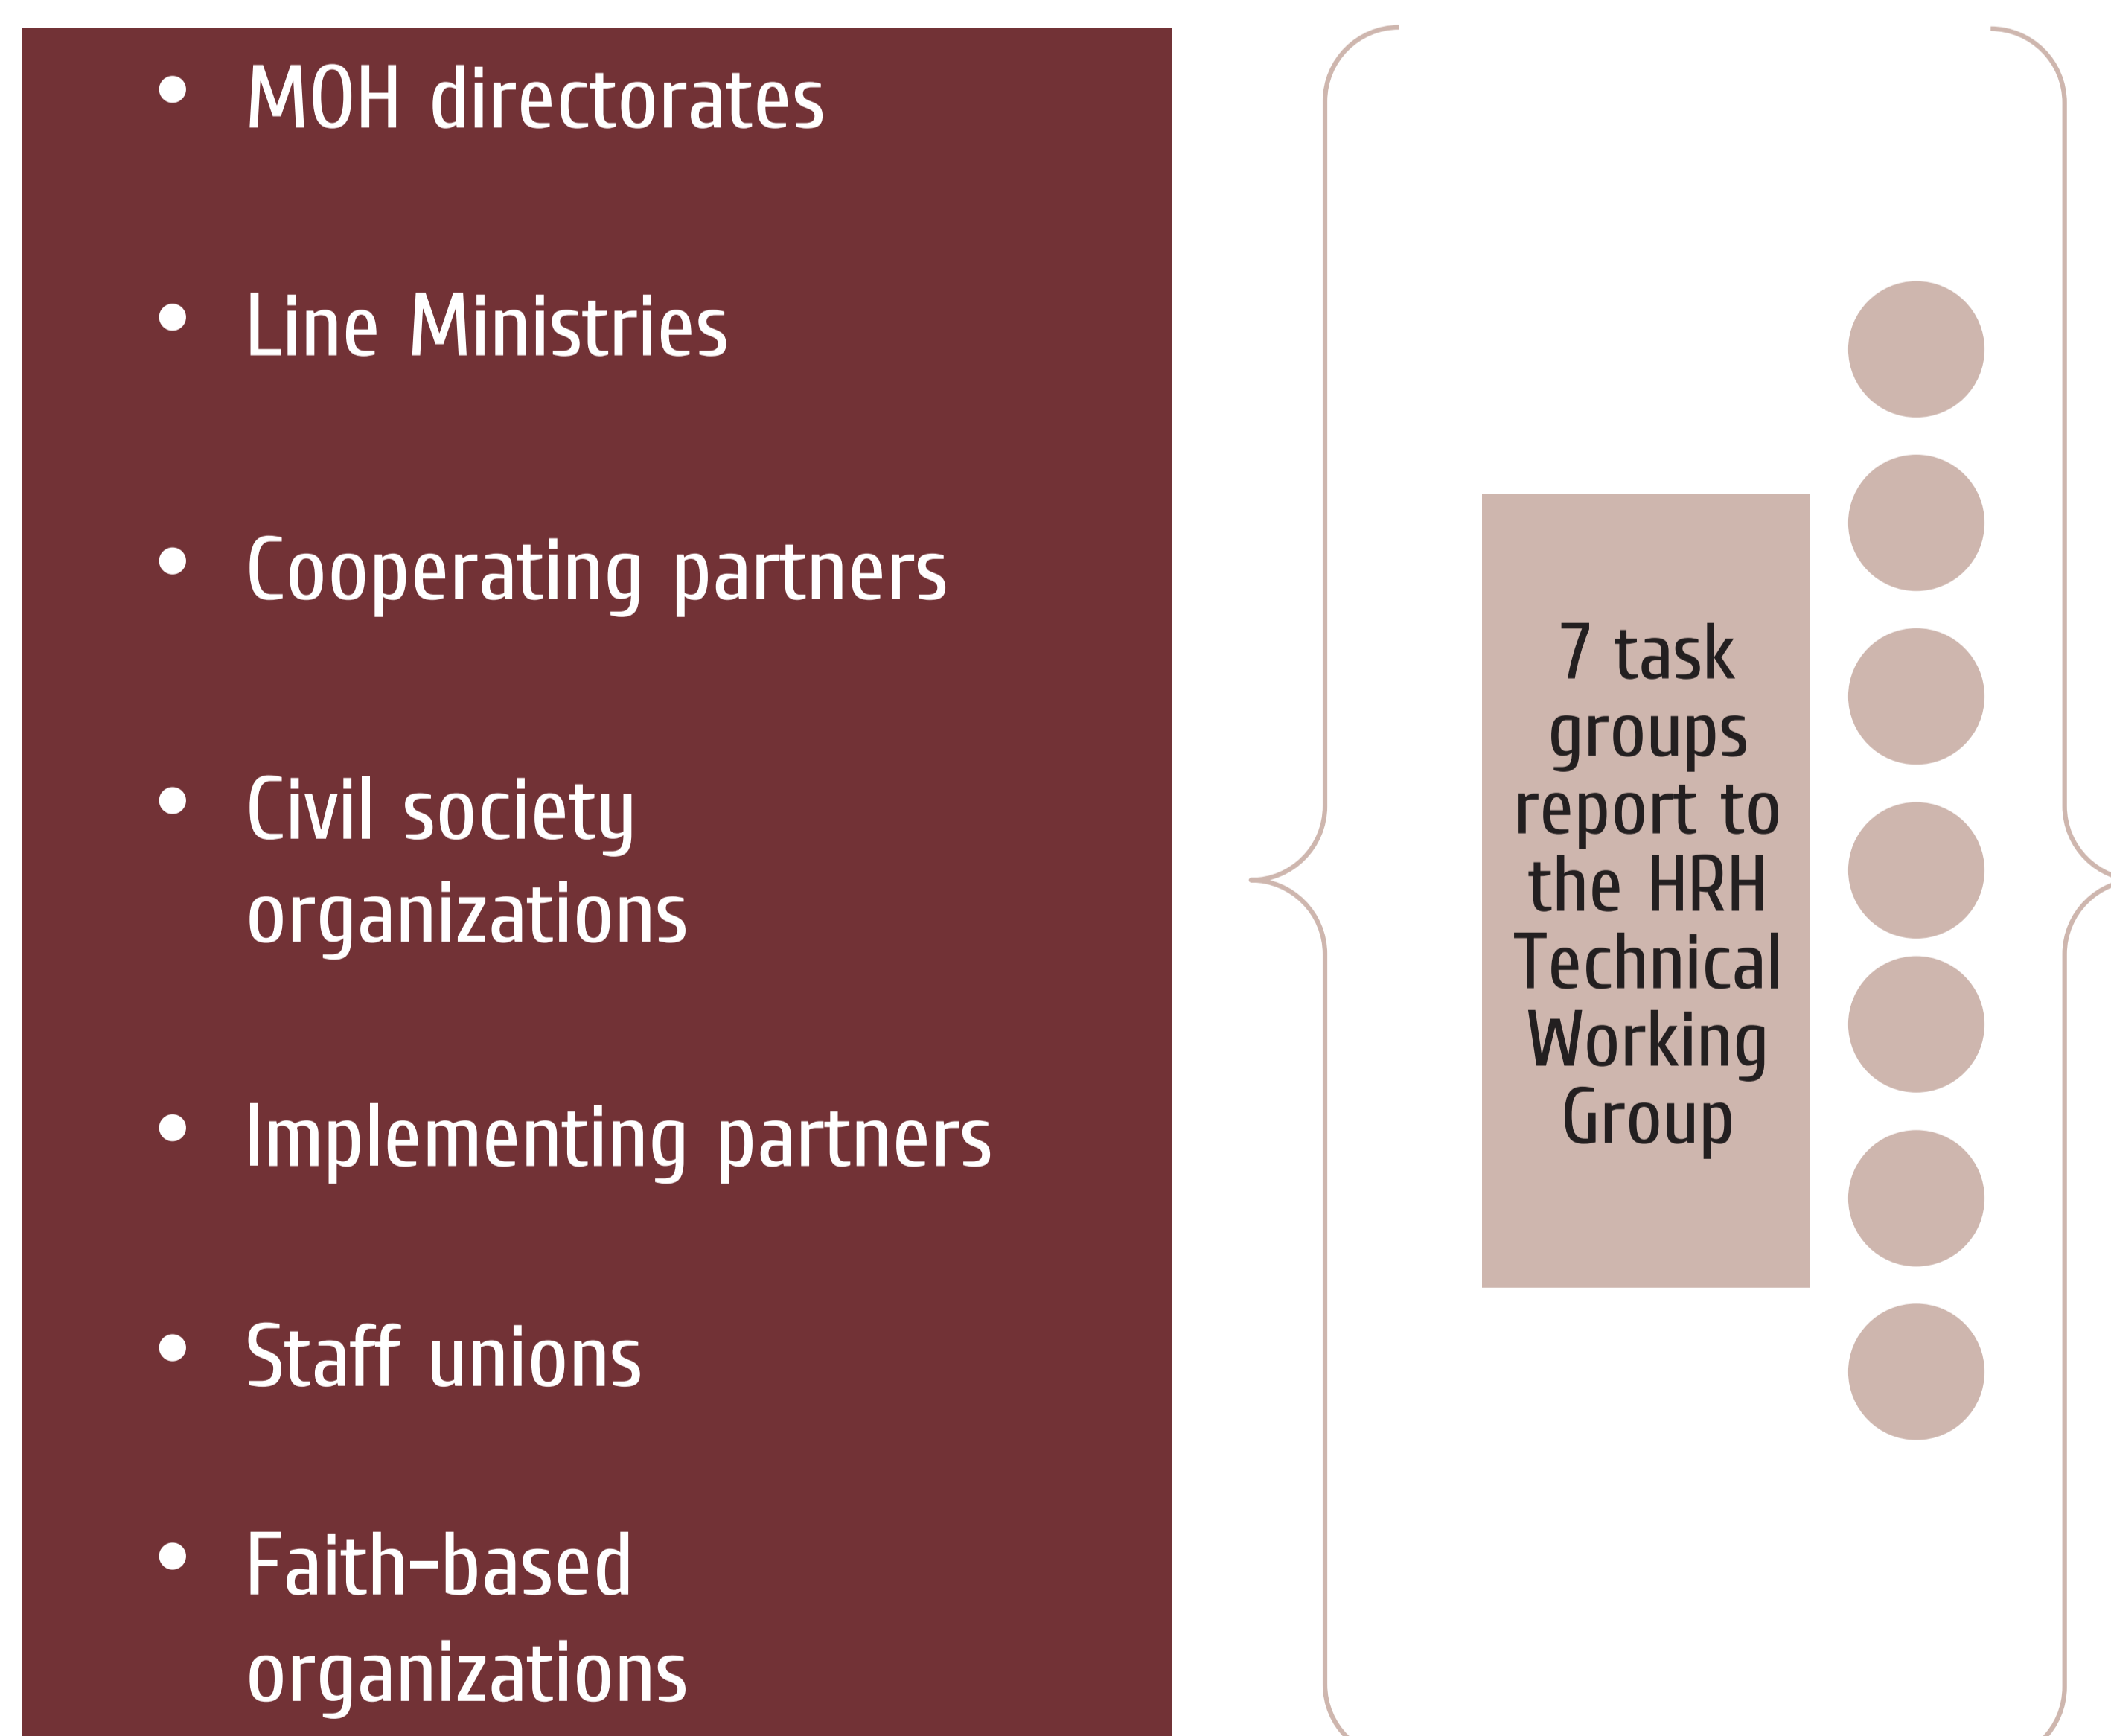 • MOH directorates
• Line Ministries
• Cooperating partners
• Civil society
organizations
• Implementing partners
• Staff unions
• Faith-based
organizations
7 task
groups
report to
the HRH
Technical
Working
Group